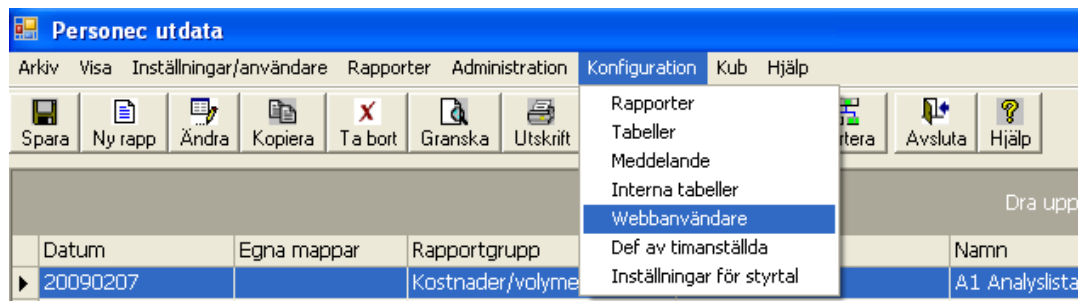 Personec utdata
Arkiv Visa Inställningar/användare Rapporter Administration Konfiguration Kub Hjälp
Spara Ny rapp Ändra Kopiera Ta bort Granska Utskrift Avsluta Hjälp
Rapporter
Tabeller
Meddelande
Interna tabeller
Webbanvändare
Def av timanställda
Inställningar för styrtal
Dra upp
Datum Egna mappar Rapportgrupp Namn
20090207 Kostnader/volyme A1 Analyslista